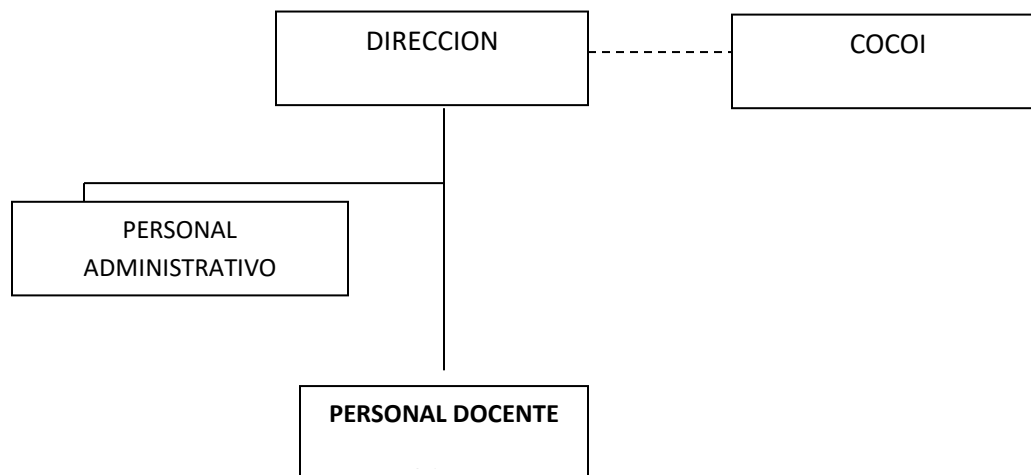 DIRECCION
COCOI
PERSONAL
ADMINISTRATIVO
PERSONAL DOCENTE